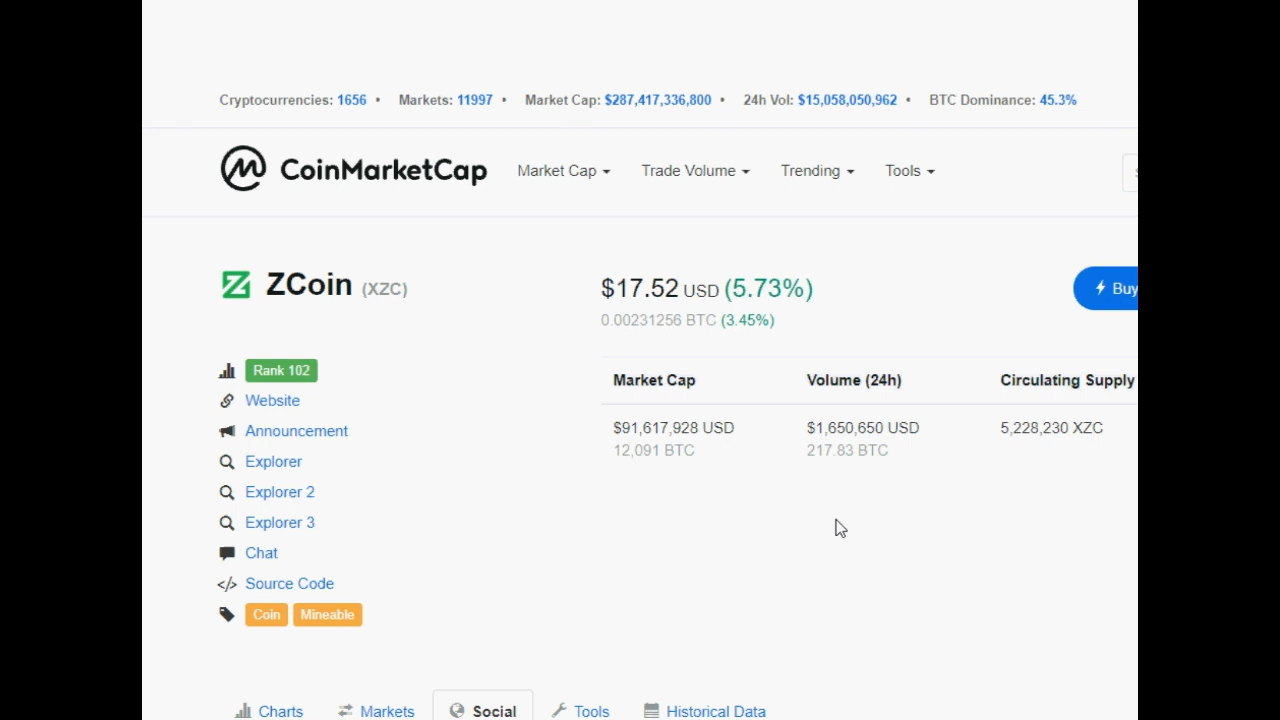 Cryptocurrencies: 1656 • Markets: 11997 • Market Cap: $287,417,336,800 • 24h Vol: $15,058,050,962 • BTC Dominance: 45.3%
CoinMarketCap Market Cap Trade Volume Trending Tools
ZCoin (XZC) $17.52 USD (5.73%) Buy
0.00231256 BTC (3.45%)
Rank 102
Market Cap Volume (24h) Circulating Supply
Website
Announcement $91,617,928 USD $1,650,650 USD 5,228,230 XZC
12,091 BTC 217.83 BTC
Explorer
Explorer 2
Explorer 3
Chat
Source Code
Coin Mineable
Charts Markets Social Tools Historical Data